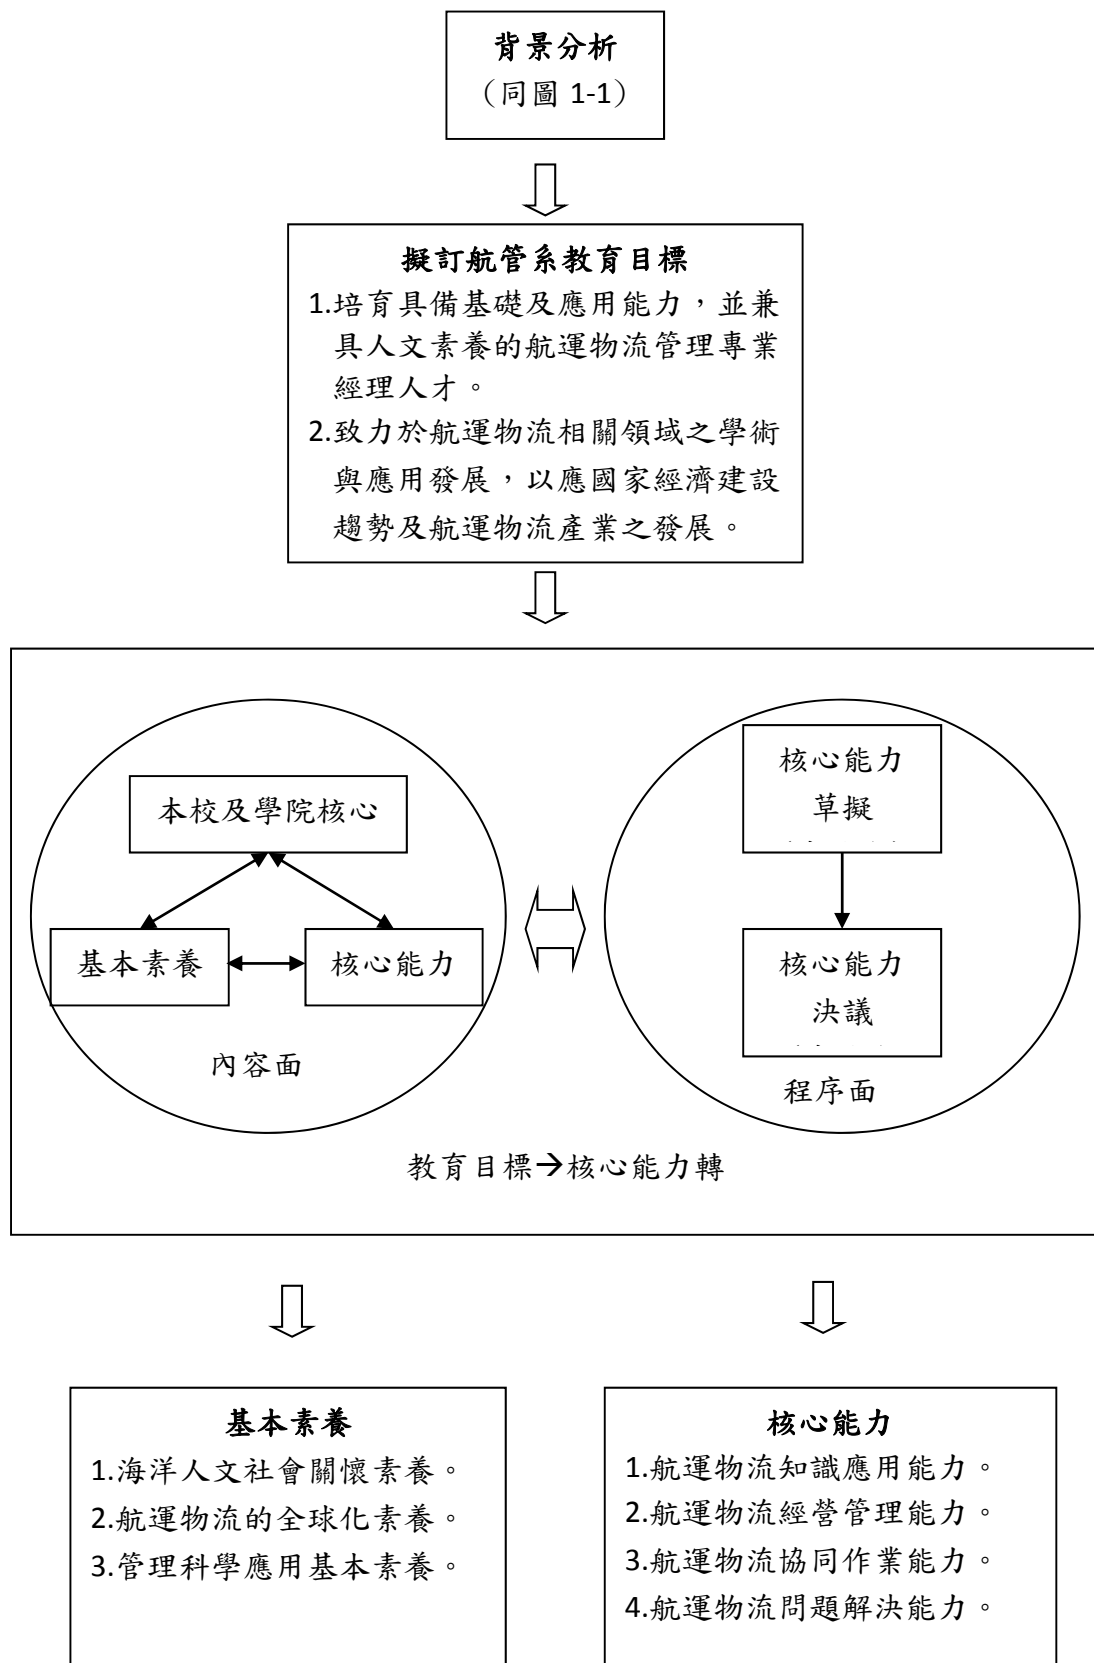 背景分析
（同圖 1-1）
擬訂航管系教育目標
1.培育具備基礎及應用能力，並兼
具人文素養的航運物流管理專業
經理人才。
2.致力於航運物流相關領域之學術
與應用發展，以應國家經濟建設
趨勢及航運物流產業之發展。
本校及學院核心
基本素養
核心能力
內容面
核心能力
草擬
核心能力
決議
程序面
教育目標→核心能力轉
基本素養
1.海洋人文社會關懷素養。
2.航運物流的全球化素養。
3.管理科學應用基本素養。
核心能力
1.航運物流知識應用能力。
2.航運物流經營管理能力。
3.航運物流協同作業能力。
4.航運物流問題解決能力。